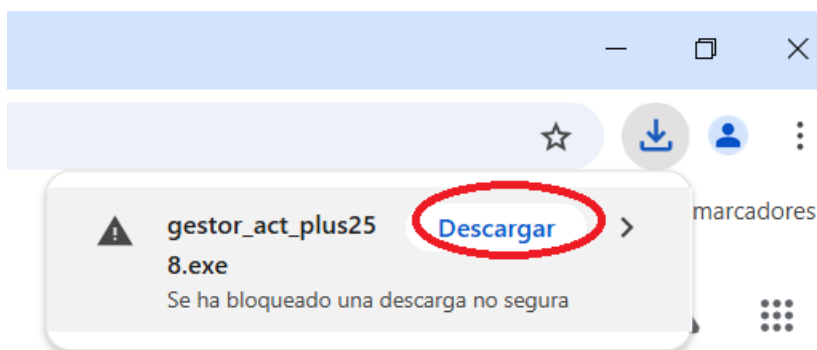 marcadores
gestor_act_plus25
8.exe
Descargar
Se ha bloqueado una descarga no segura